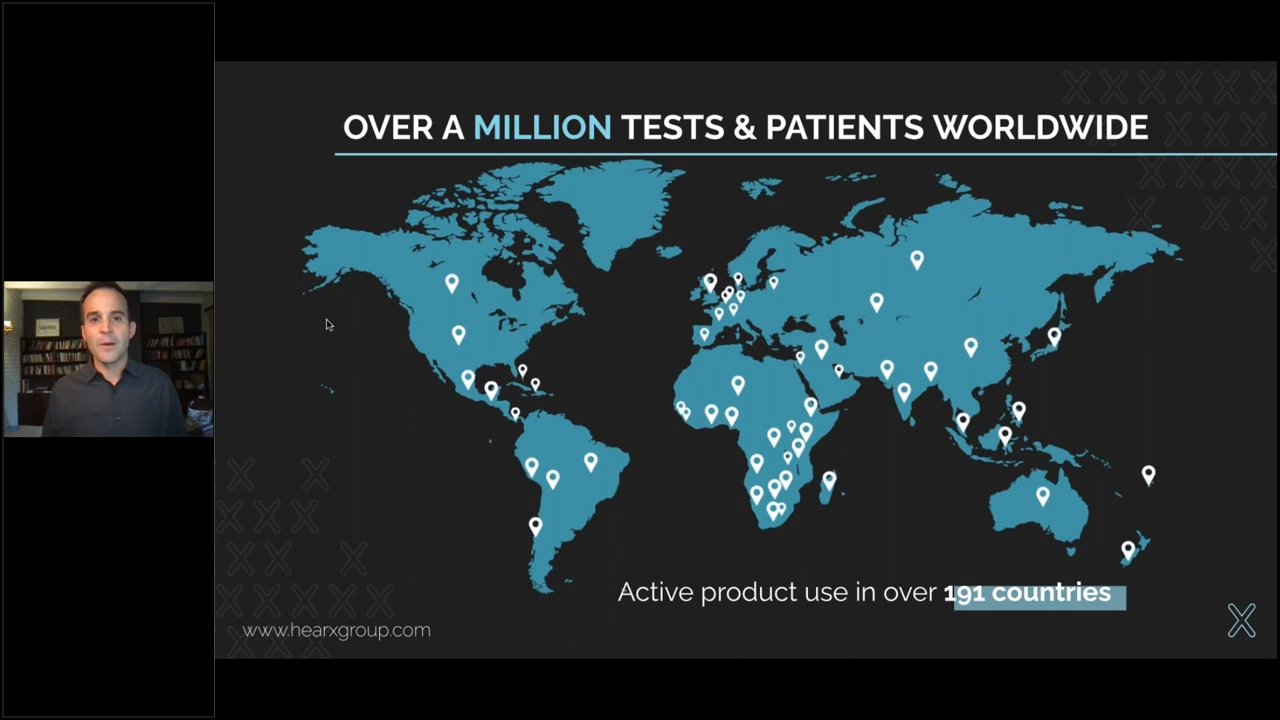 OVER A MILLION TESTS & PATIENTS WORLDWIDE
Active product use in over 191 countries
www.hearxgroup.com